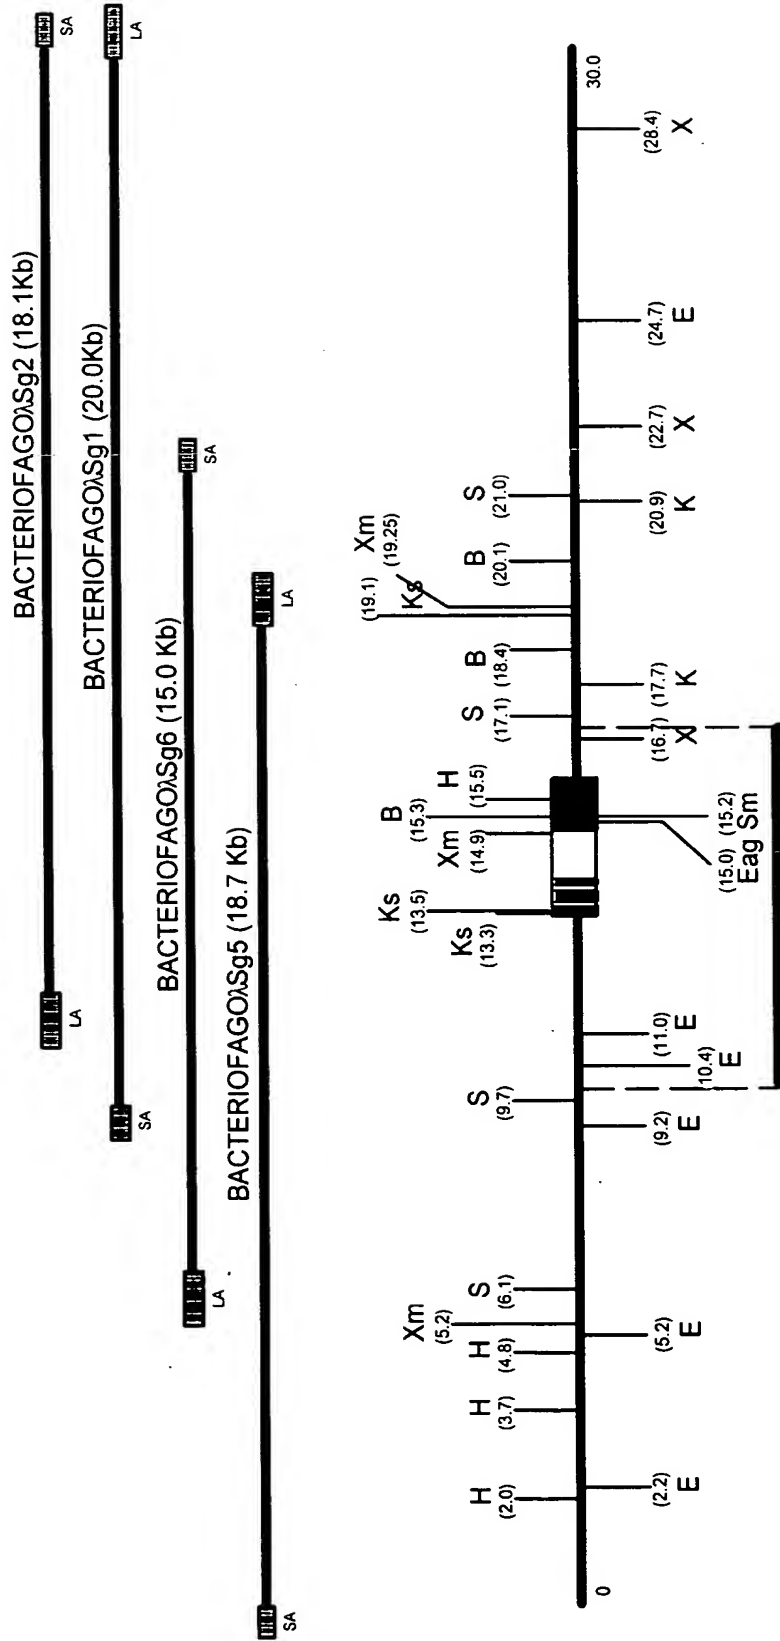 BACTERIOFAGOλSg2 (18.1Kb)
LA
SA
BACTERIOFAGOλSg1 (20.0Kb)
SA
LA
BACTERIOFAGOλSg6 (15.0 Kb)
LA
SA
BACTERIOFAGOλSg5 (18.7 Kb)
SA
LA
H
(2.0)
H
(3.7)
H
(4.8)
Xm
(5.2)
S
(6.1)
S
(9.7)
Ks
(13.5)
Ks
(13.3)
Xm
(14.9)
B
(15.3)
H
(15.5)
S
(17.1)
B
(18.4)
(19.1)
Ks
Xm
(19.25)
B
(20.1)
S
(21.0)
0
30.0
(2.2)
E
(5.2)
E
(9.2)
E
(10.4)
E
(11.0)
E
(15.0)
Eag
(15.2)
Sm
(16.7)
X
(17.7)
K
(20.9)
K
(22.7)
X
(24.7)
E
(28.4)
X